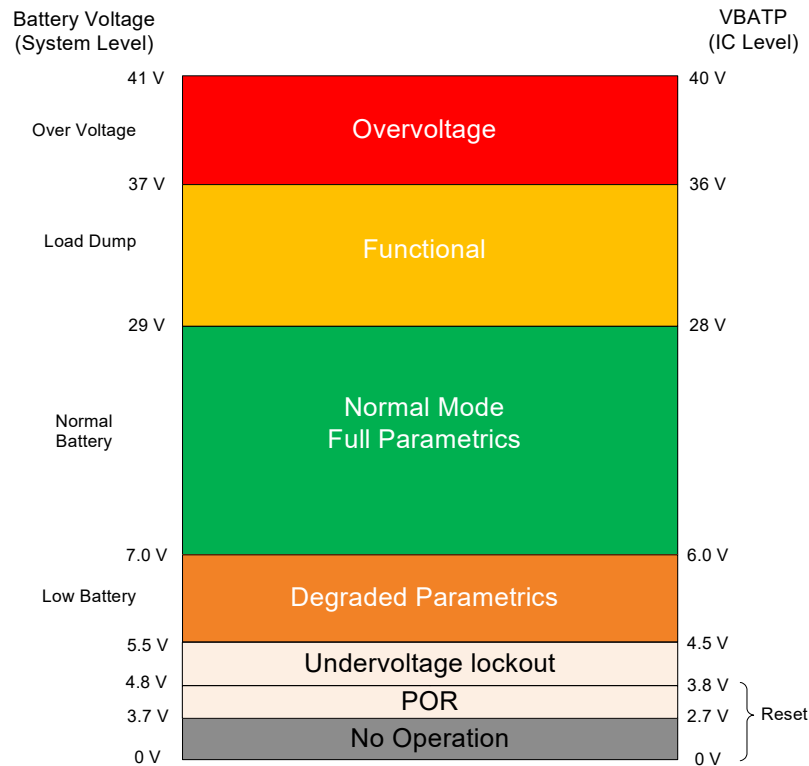 Battery Voltage
(System Level)
VBATP
(IC Level)
41 V
40 V
Over Voltage
Overvoltage
37 V
36 V
Load Dump
Functional
29 V
28 V
Normal
Battery
Normal Mode
Full Parametrics
7.0 V
6.0 V
Low Battery
Degraded Parametrics
5.5 V
4.5 V
Undervoltage lockout
4.8 V
3.8 V
POR
Reset
3.7 V
2.7 V
No Operation
0 V
0 V